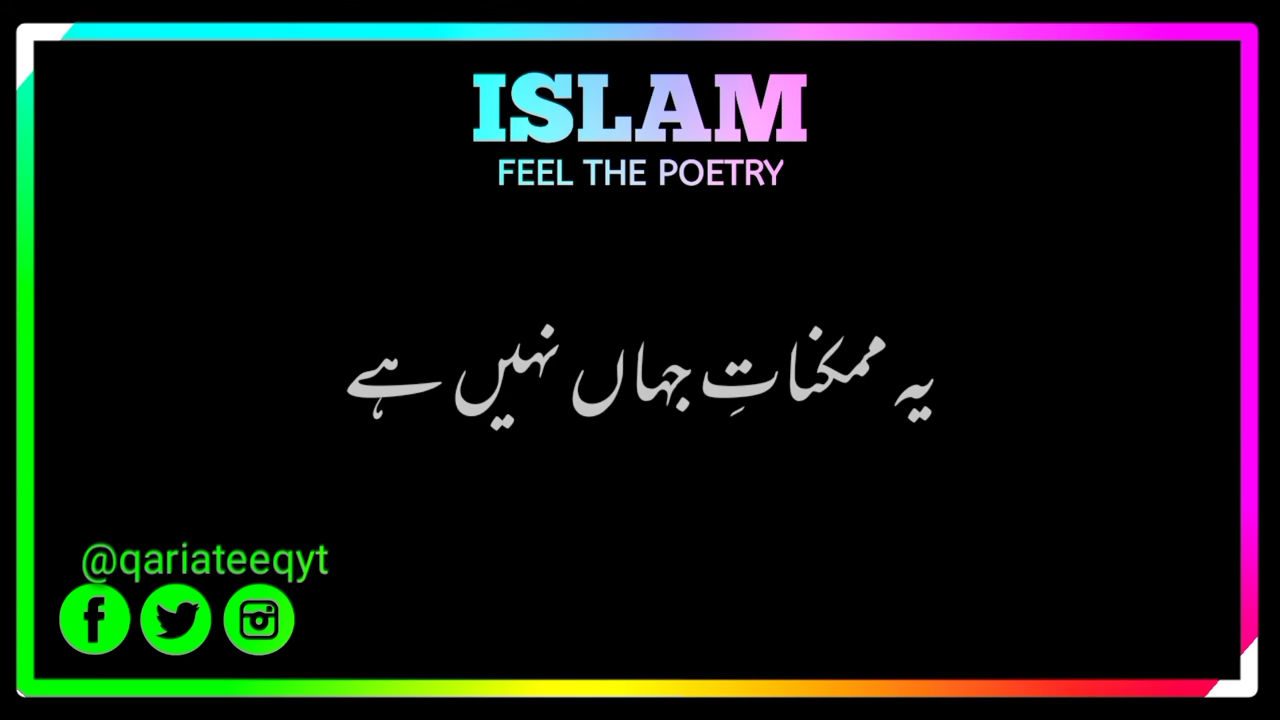 ISLAM
FEEL THE POETRY
یہ ممکناتِ جہاں نہیں ہے
@qariateeqyt